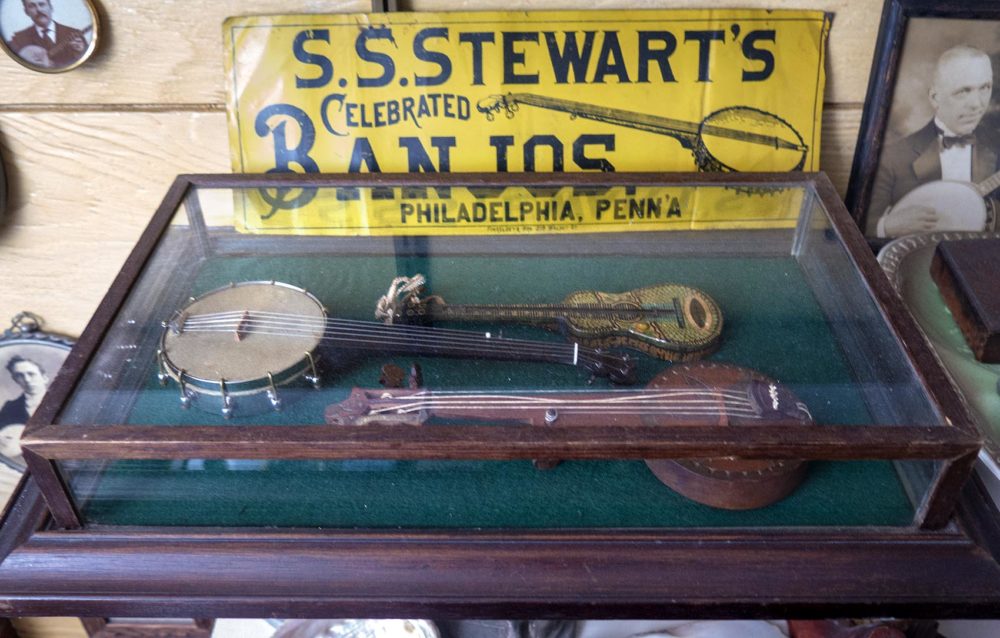 S.S.STEWART'S
CELEBRATED
BANJOS.
PHILADELPHIA, PENN'A